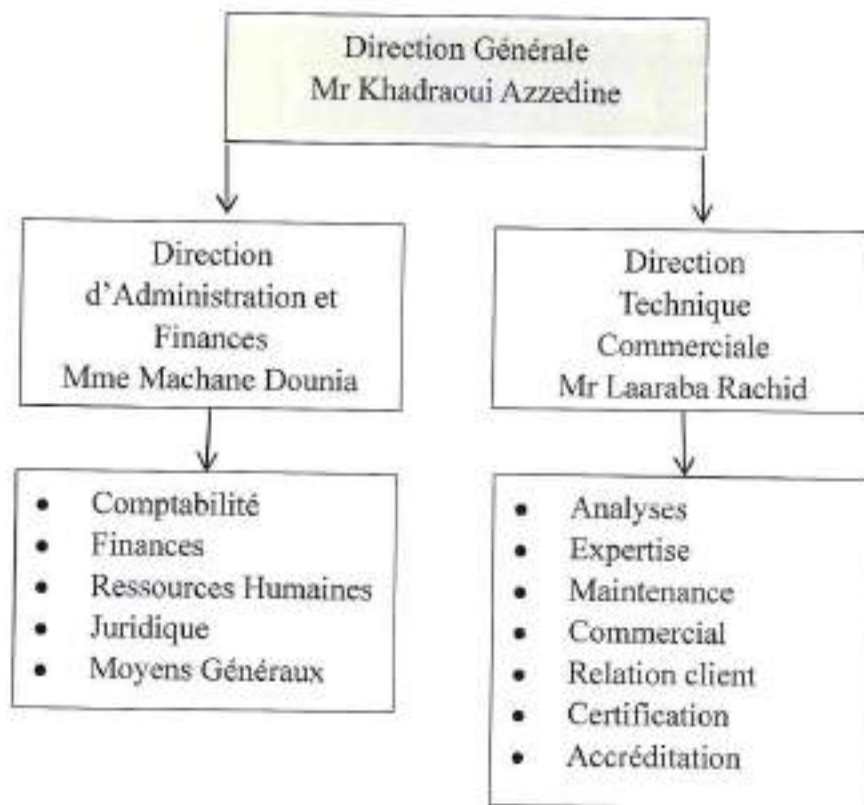 Direction Générale
Mr Khadraoui Azzedine
Direction
d'Administration et
Finances
Mme Machane Dounia
Direction
Technique
Commerciale
Mr Laaraba Rachid
• Comptabilité
• Finances
• Ressources Humaines
• Juridique
• Moyens Généraux
• Analyses
• Expertise
• Maintenance
• Commercial
• Relation client
• Certification
• Accréditation